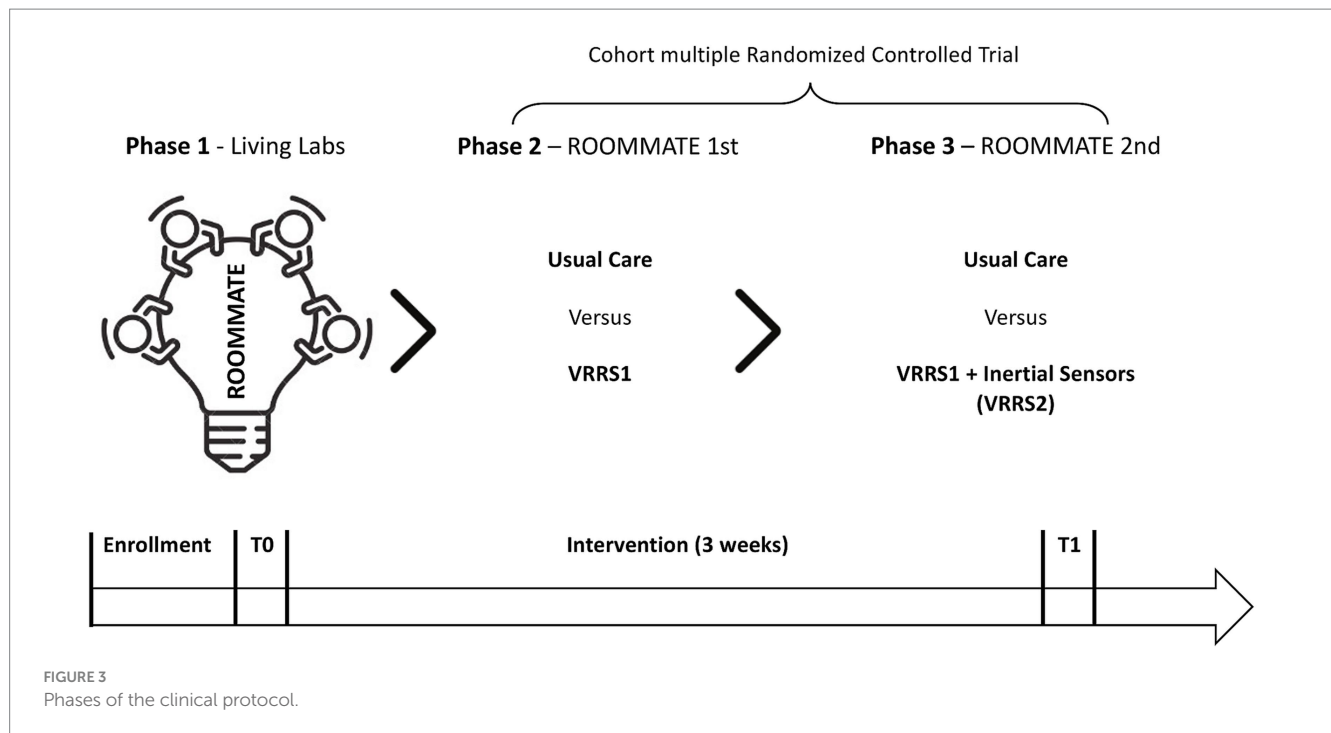 Cohort multiple Randomized Controlled Trial
Phase 1 - Living Labs
Phase 2 – ROOMMATE 1st
Phase 3 – ROOMMATE 2nd
ROOMMATE
Usual Care
Versus
VRRS1
Usual Care
Versus
VRRS1 + Inertial Sensors
(VRRS2)
Enrollment
T0
Intervention (3 weeks)
T1
FIGURE 3
Phases of the clinical protocol.